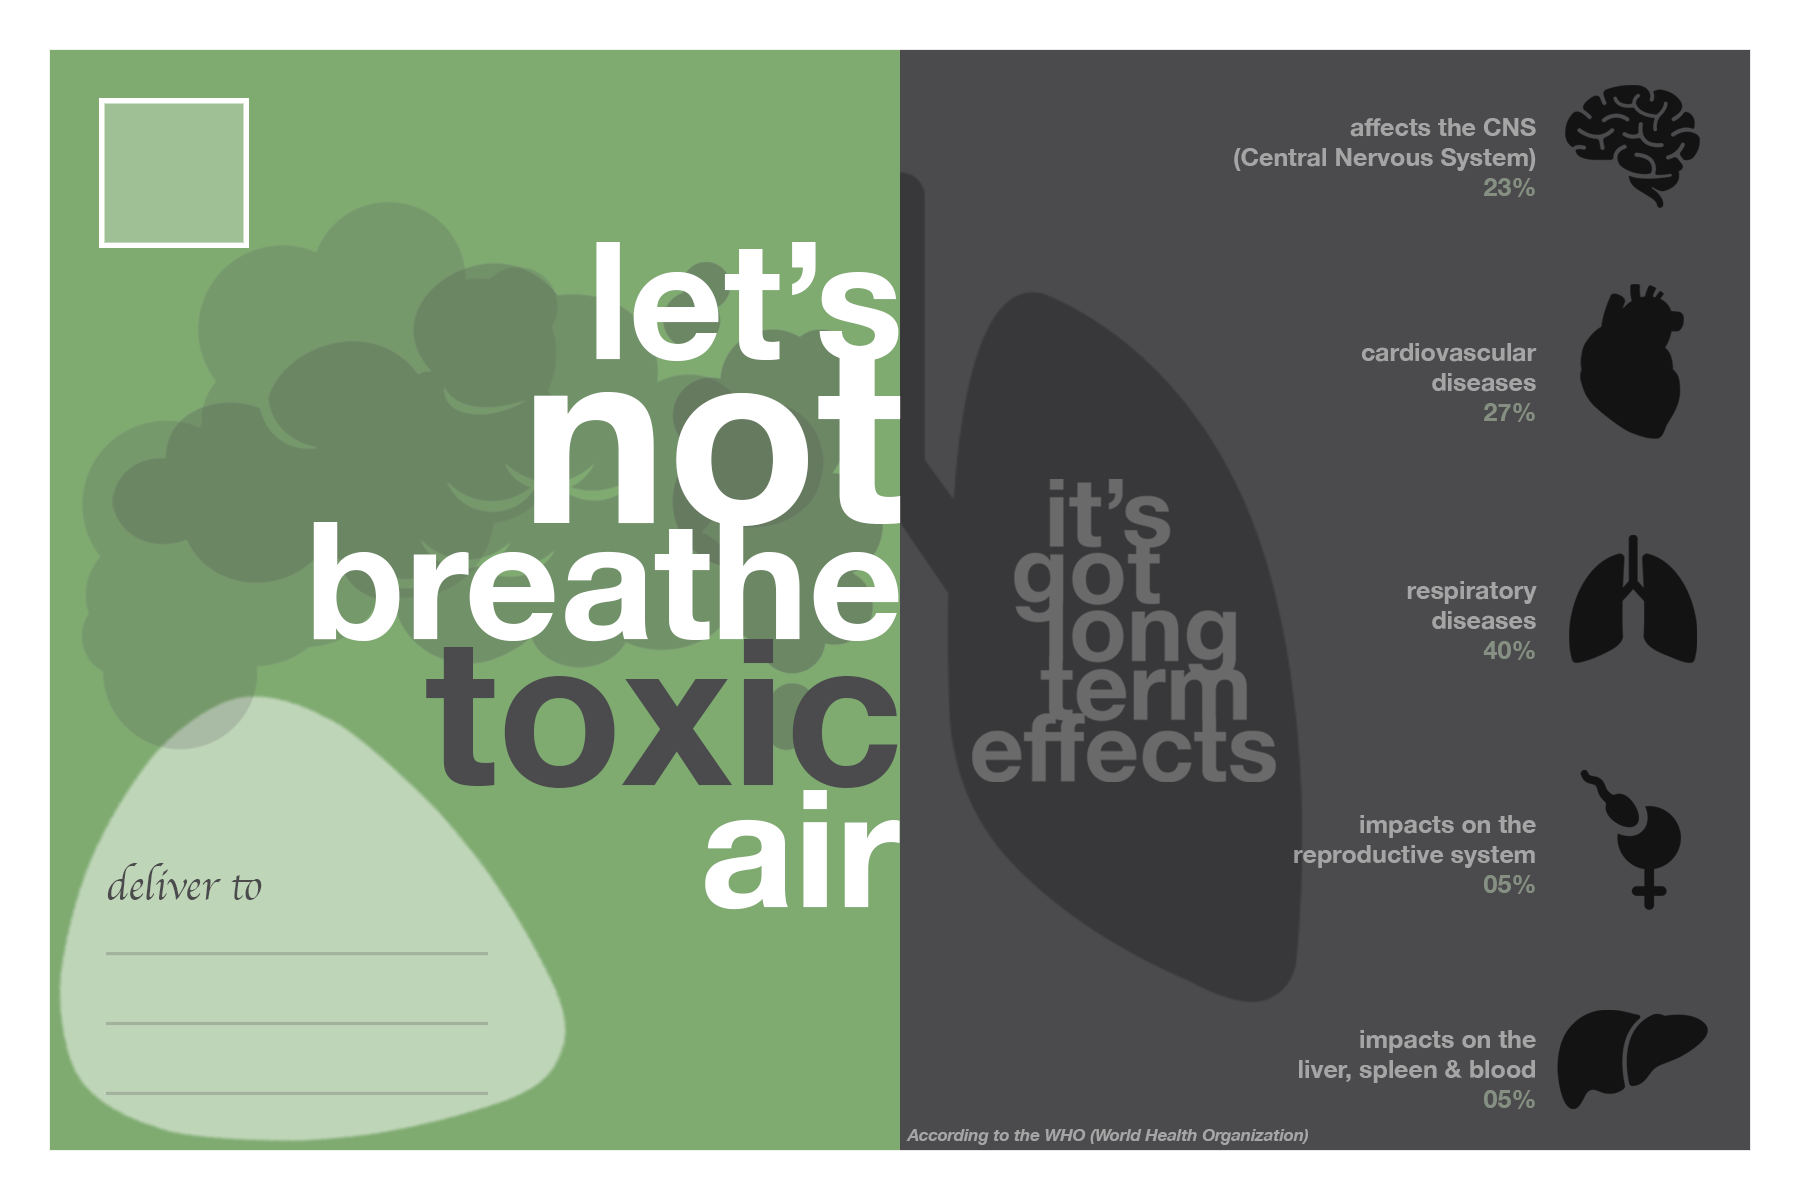 let’s
not
breathe
toxic
air
deliver to
it’s
got
long
term
effects
affects the CNS
(Central Nervous System)
23%
cardiovascular
diseases
27%
respiratory
diseases
40%
impacts on the
reproductive system
05%
impacts on the
liver, spleen & blood
05%
According to the WHO (World Health Organization)